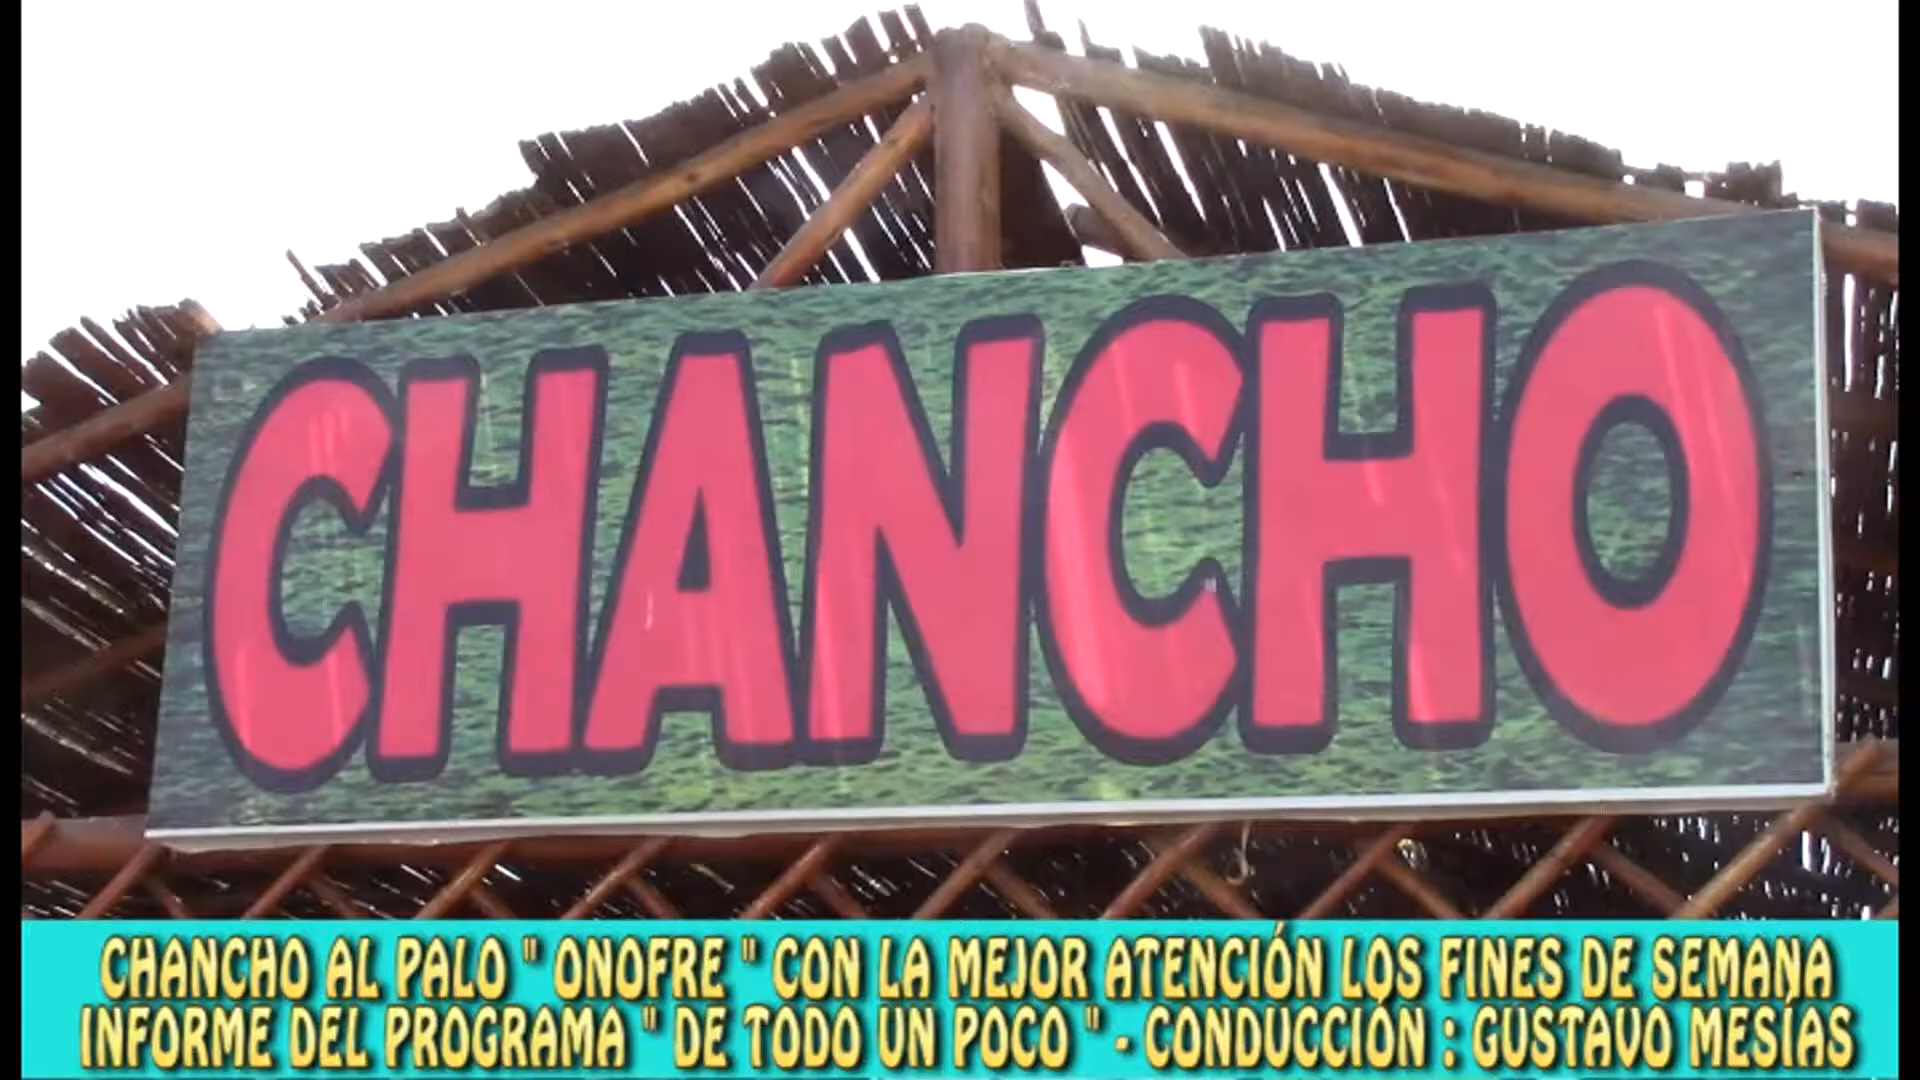 CHANCHO
CHANCHO AL PALO " ONOFRE " CON LA MEJOR ATENCIÓN LOS FINES DE SEMANA
INFORME DEL PROGRAMA " DE TODO UN POCO " - CONDUCCIÓN : GUSTAVO MESÍAS